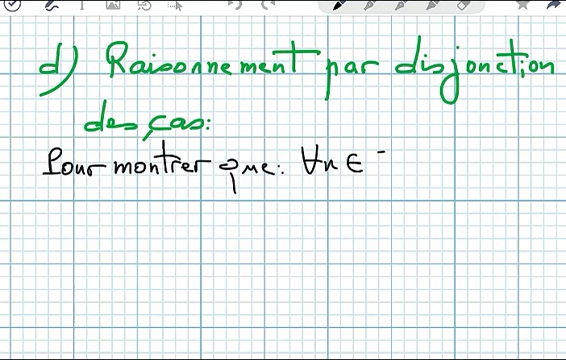 d) Raisonnement par disjonction
des cas:
Pour montrer que: ∀n ∈